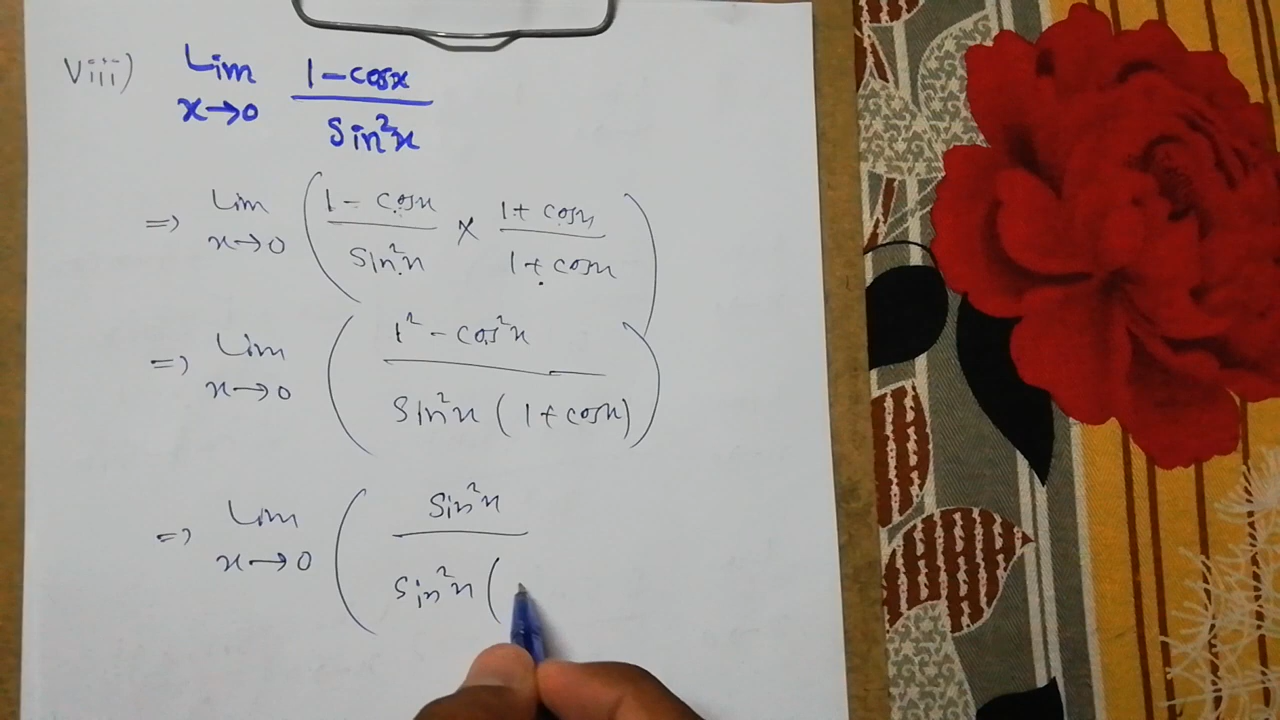 viii) Lim x→0 1-cosx / Sin²x
=> Lim x→0 ( 1 - cosx / Sin²x × 1+ cosx / 1+ cosx )
=> Lim x→0 ( 1² - cos²x / Sin²x ( 1+ cosx) )
=> Lim x→0 ( Sin²x / Sin²x (